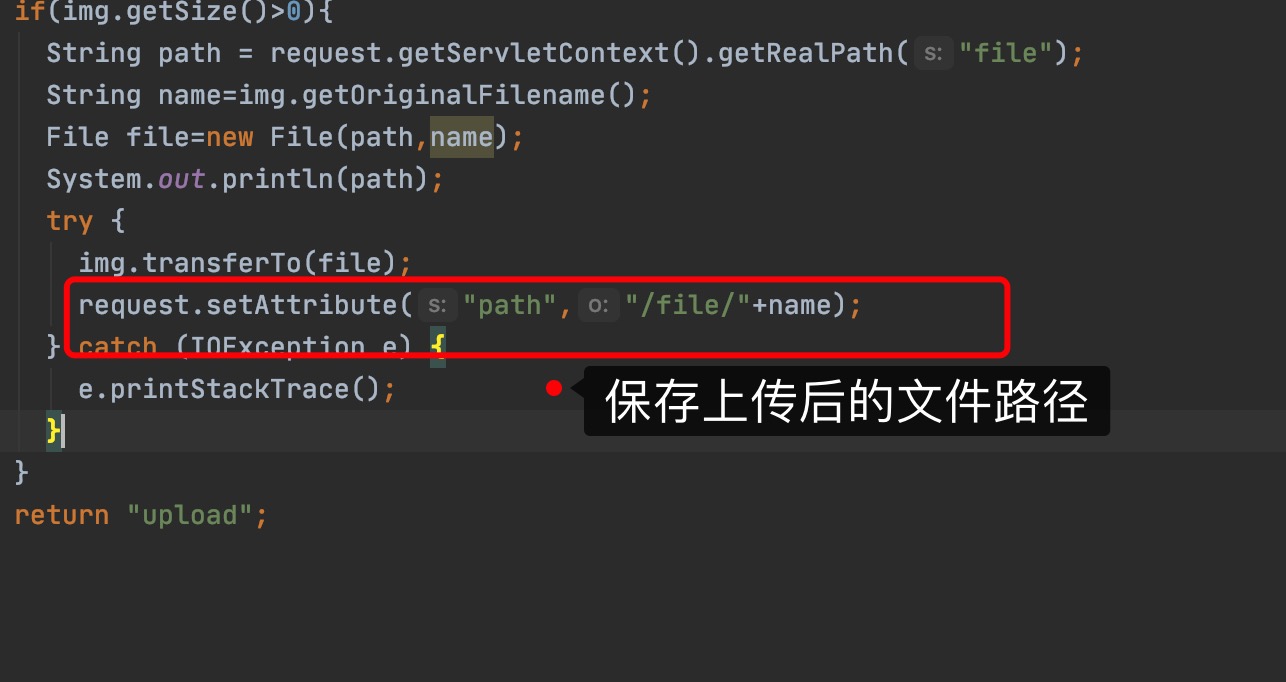 if(img.getSize()>0){
String path = request.getServletContext().getRealPath( s: "file");
String name=img.getOriginalFilename();
File file=new File(path,name);
System.out.println(path);
try {
img.transferTo(file);
request.setAttribute( s: "path", o: "/file/"+name);
} catch (IOException e) {
e.printStackTrace();
保存上传后的文件路径
}
}
return "upload";